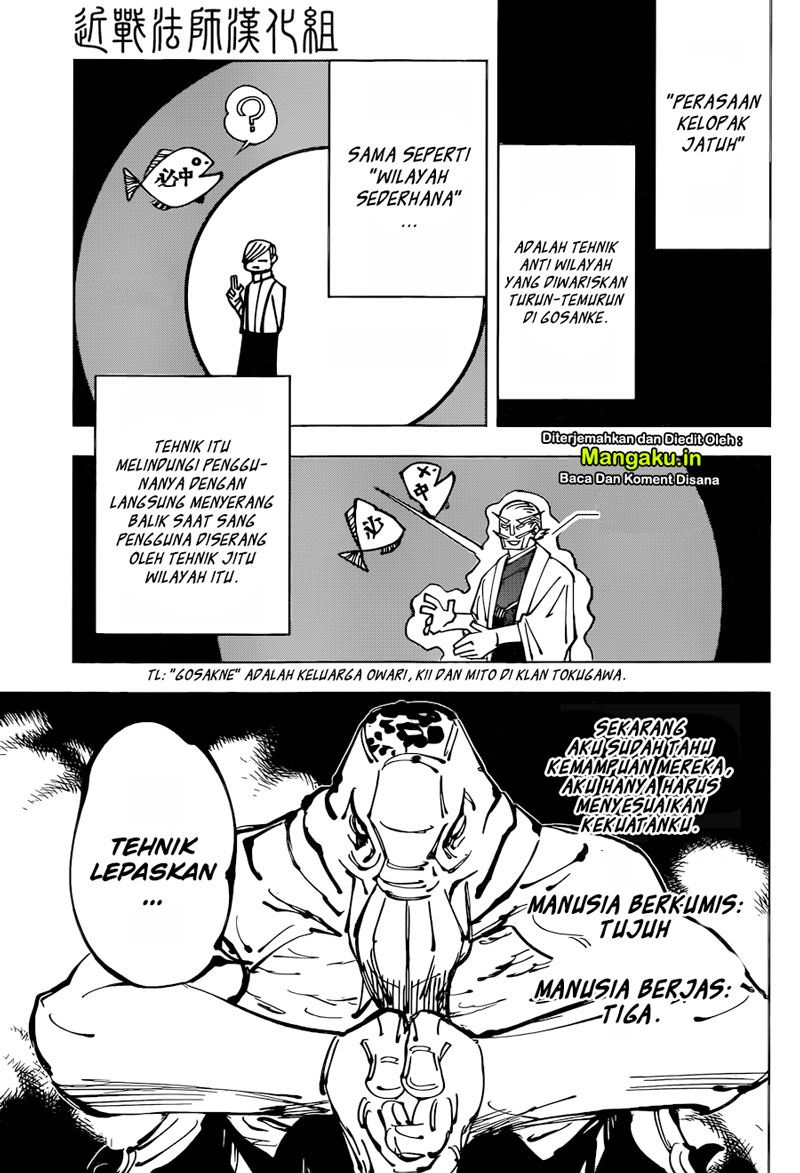 近戰法師漢化組
"PERASAAN
KELOPAK
JATUH"
ADALAH TEHNIK
ANTI WILAYAH
YANG DIWARISKAN
TURUN-TEMURUN
DI GOSANKE.
SAMA SEPERTI
"WILAYAH
SEDERHANA"
...
?
必中
TEHNIK ITU
MELINDUNGI PENGGU-
NANYA DENGAN
LANGSUNG MENYERANG
BALIK SAAT SANG
PENGGUNA DISERANG
OLEH TEHNIK JITU
WILAYAH ITU.
Diterjemahkan dan Diedit Oleh :
Mangaku.in
Baca Dan Koment Disana
中
必
TL: "GOSAKNE" ADALAH KELUARGA OWARI, KII DAN MITO DI KLAN TOKUGAWA.
SEKARANG
AKU SUDAH TAHU
KEMAMPUAN MEREKA,
AKU HANYA HARUS
MENYESUAIKAN
KEKUATANKU.
TEHNIK
LEPASKAN
...
MANUSIA BERKUMIS:
TUJUH
MANUSIA BERJAS:
TIGA.